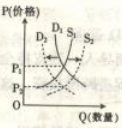 P(价格)
D₂ D₁ S₁ S₂
P₁
P₂
O
Q(数量)